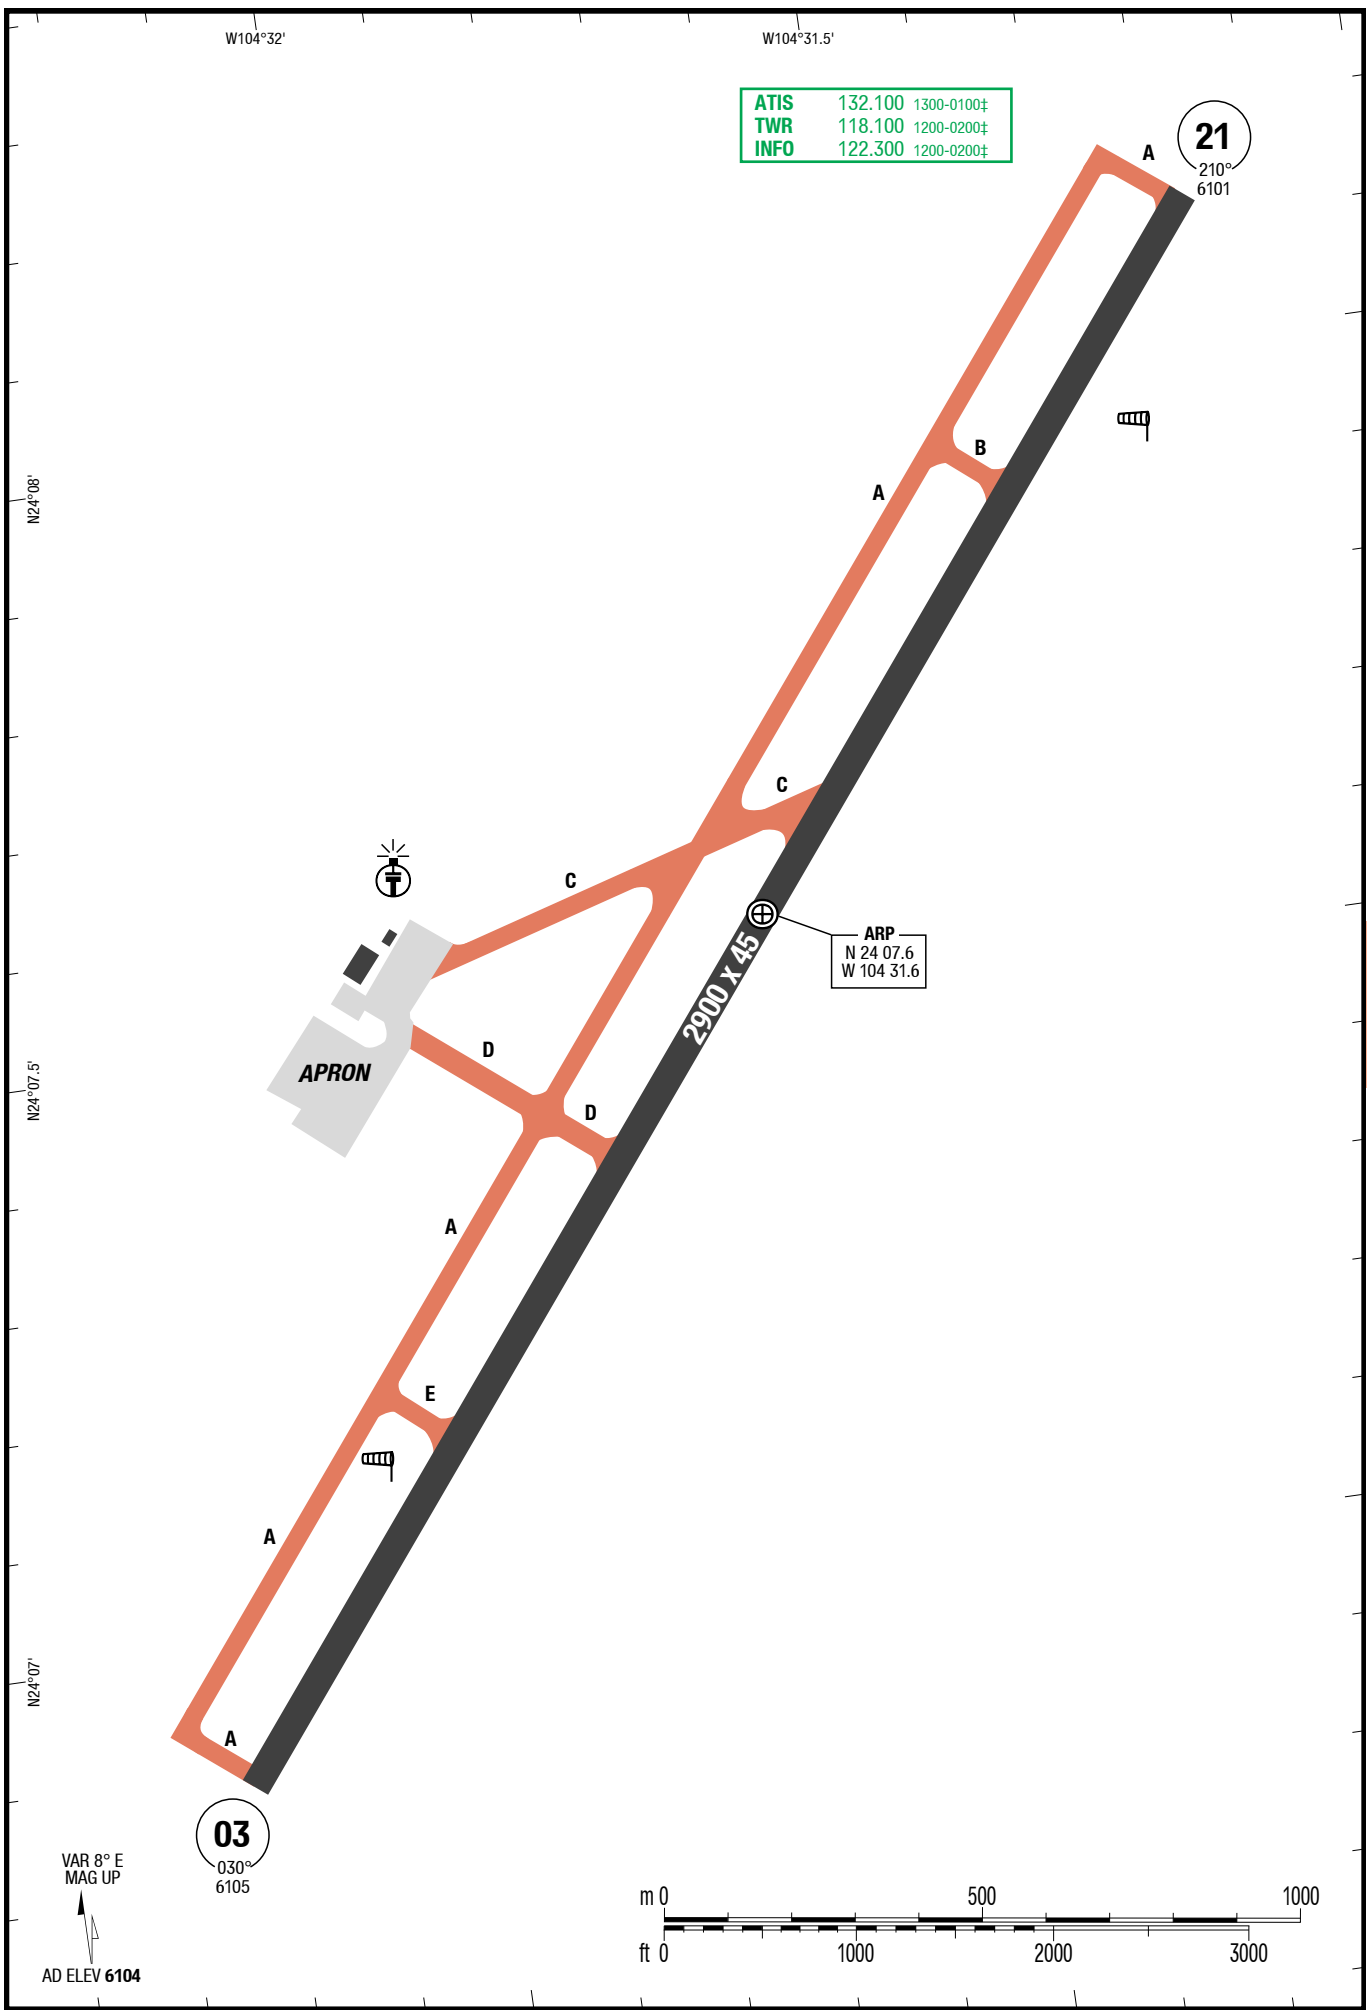 W104°32'
W104°31.5'
ATIS 132.100 1300-0100‡
TWR 118.100 1200-0200‡
INFO 122.300 1200-0200‡
A
21
210°
6101
B
A
N24°08'
C
C
ARP
N 24 07.6
W 104 31.6
2900 x 45
D
APRON
N24°07.5'
D
A
E
A
N24°07'
A
03
030°
6105
VAR 8° E
MAG UP
AD ELEV 6104
m 0 500 1000
ft 0 1000 2000 3000